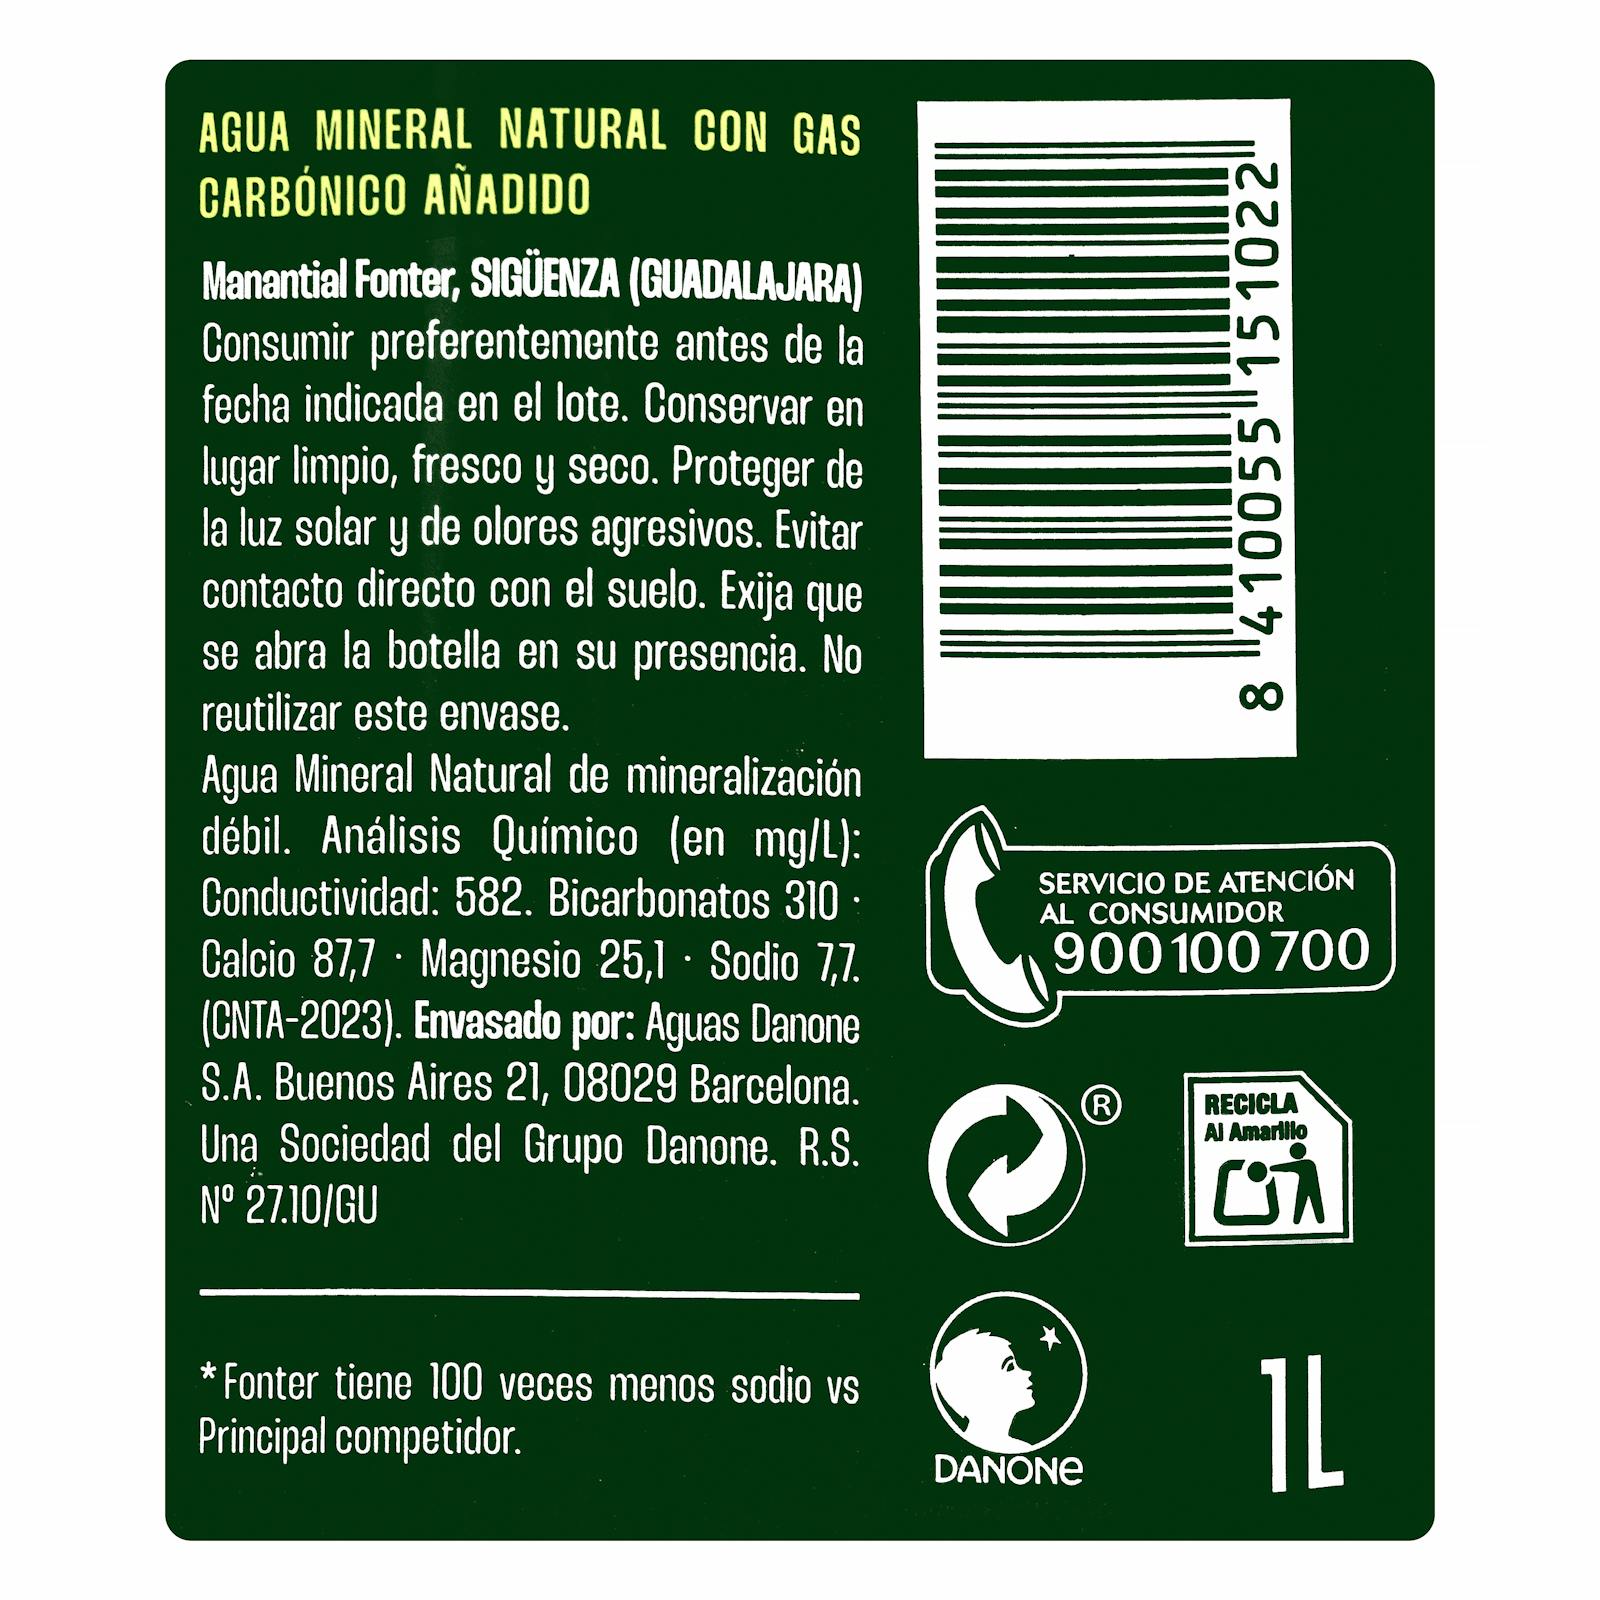 AGUA MINERAL NATURAL CON GAS
CARBÓNICO AÑADIDO
Manantial Fonter, SIGÜENZA (GUADALAJARA)
Consumir preferentemente antes de la
fecha indicada en el lote. Conservar en
lugar limpio, fresco y seco. Proteger de
la luz solar y de olores agresivos. Evitar
contacto directo con el suelo. Exija que
se abra la botella en su presencia. No
reutilizar este envase.
Agua Mineral Natural de mineralización
débil. Análisis Químico (en mg/L):
Conductividad: 582. Bicarbonatos 310 ·
Calcio 87,7 · Magnesio 25,1 · Sodio 7,7.
(CNTA-2023). Envasado por: Aguas Danone
S.A. Buenos Aires 21, 08029 Barcelona.
Una Sociedad del Grupo Danone. R.S.
Nº 27.10/GU
*Fonter tiene 100 veces menos sodio vs
Principal competidor.
8 410055 151022
SERVICIO DE ATENCIÓN
AL CONSUMIDOR
900 100 700
®
RECICLA
Al Amarillo
DANONE
1L